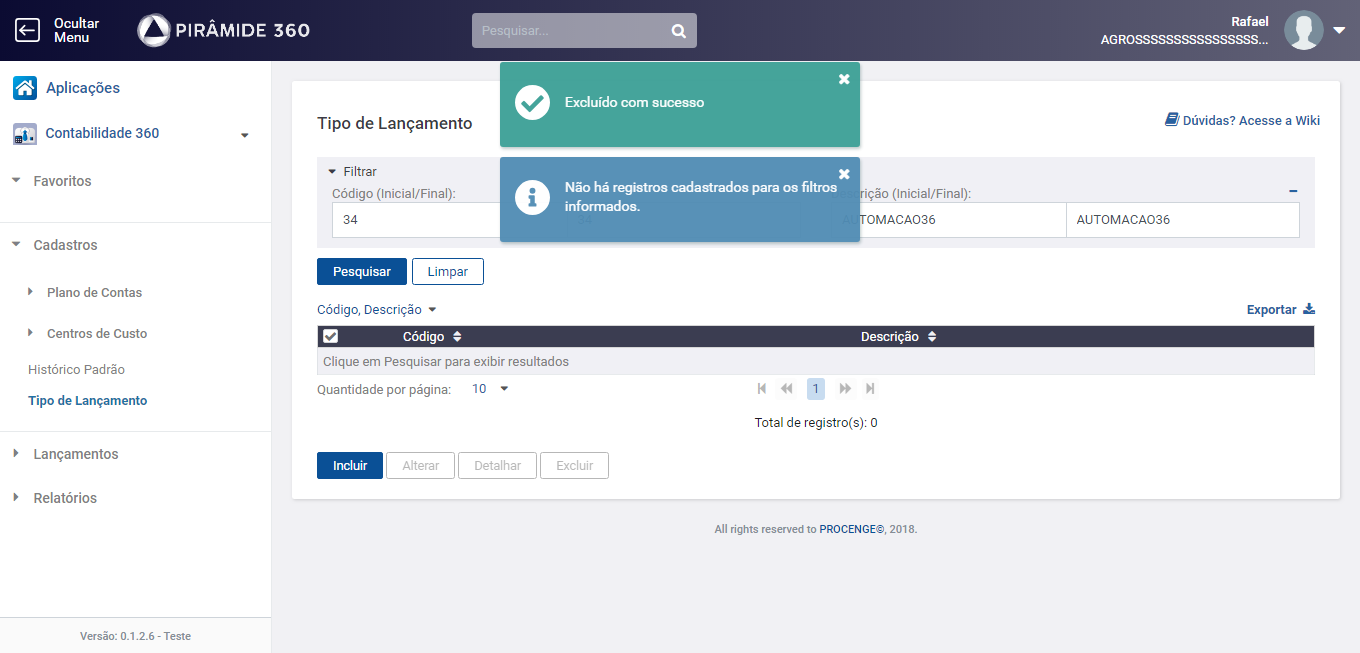 Ocultar
Menu
PIRÂMIDE 360
Pesquisar...
Rafael
AGROSSSSSSSSSSSSSSSS...
Aplicações
Contabilidade 360
Favoritos
Cadastros
Plano de Contas
Centros de Custo
Histórico Padrão
Tipo de Lançamento
Lançamentos
Relatórios
Versão: 0.1.2.6 - Teste
Excluído com sucesso
Não há registros cadastrados para os filtros
informados.
Tipo de Lançamento
Dúvidas? Acesse a Wiki
Filtrar
Código (Inicial/Final):
Descrição (Inicial/Final):
34
34
AUTOMACAO36
AUTOMACAO36
Pesquisar
Limpar
Código, Descrição
Exportar
Código
Descrição
Clique em Pesquisar para exibir resultados
Quantidade por página:
10
1
Total de registro(s): 0
Incluir
Alterar
Detalhar
Excluir
All rights reserved to PROCENGE©, 2018.